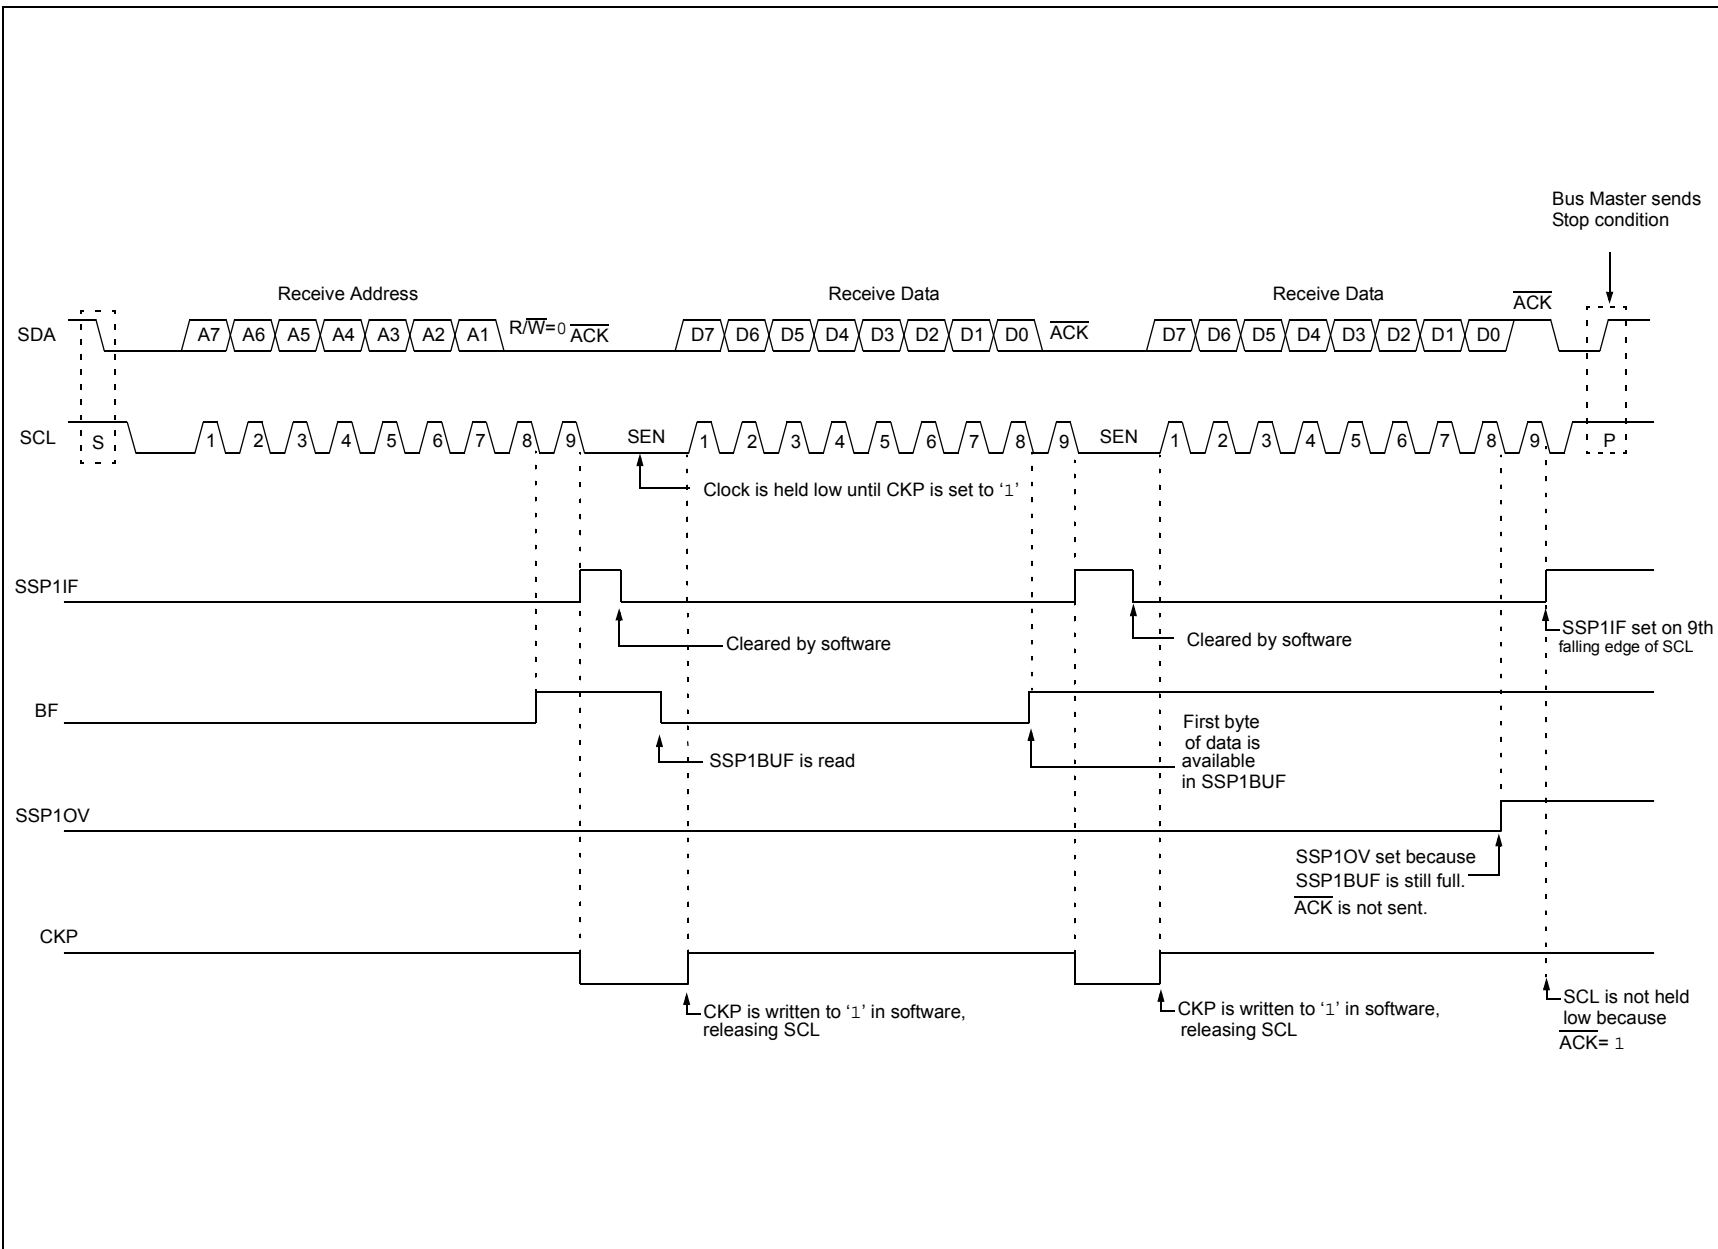 Bus Master sends
Stop condition
Receive Address
Receive Data
Receive Data
ACK
SDA
A7 A6 A5 A4 A3 A2 A1 R/W=0 ACK
D7 D6 D5 D4 D3 D2 D1 D0 ACK
D7 D6 D5 D4 D3 D2 D1 D0
SCL
S
1 2 3 4 5 6 7 8 9 SEN
1 2 3 4 5 6 7 8 9 SEN
1 2 3 4 5 6 7 8 9
P
Clock is held low until CKP is set to ‘1’
SSP1IF
Cleared by software
Cleared by software
SSP1IF set on 9th
falling edge of SCL
BF
SSP1BUF is read
First byte
of data is
available
in SSP1BUF
SSP1OV
SSP1OV set because
SSP1BUF is still full.
ACK is not sent.
CKP
CKP is written to ‘1’ in software,
releasing SCL
CKP is written to ‘1’ in software,
releasing SCL
SCL is not held
low because
ACK= 1